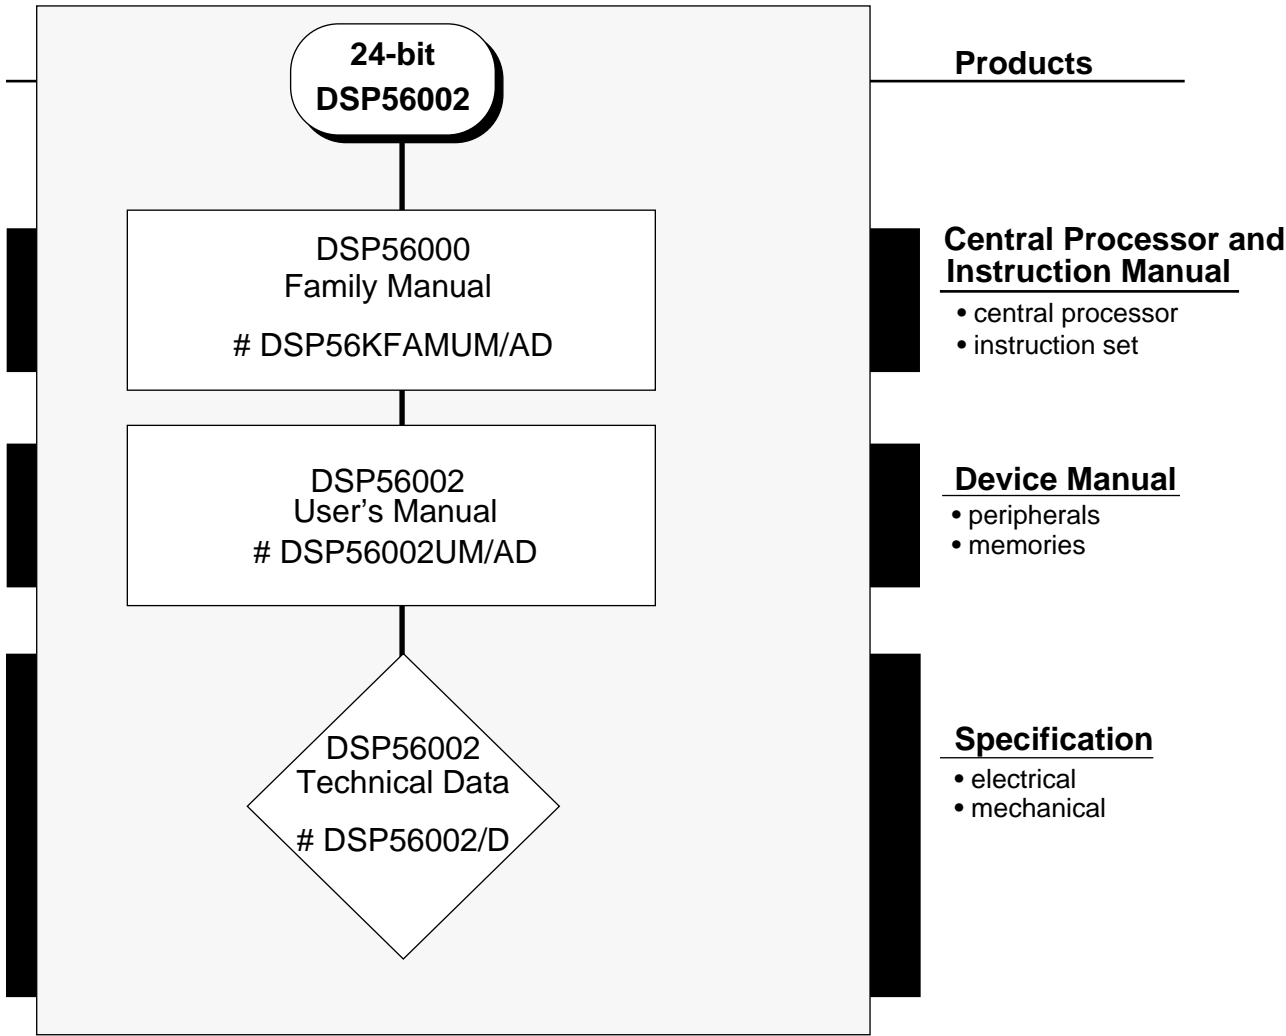 24-bit
DSP56002
Products
DSP56000
Family Manual
# DSP56KFAMUM/AD
Central Processor and
Instruction Manual
• central processor
• instruction set
DSP56002
User’s Manual
# DSP56002UM/AD
Device Manual
• peripherals
• memories
DSP56002
Technical Data
# DSP56002/D
Specification
• electrical
• mechanical